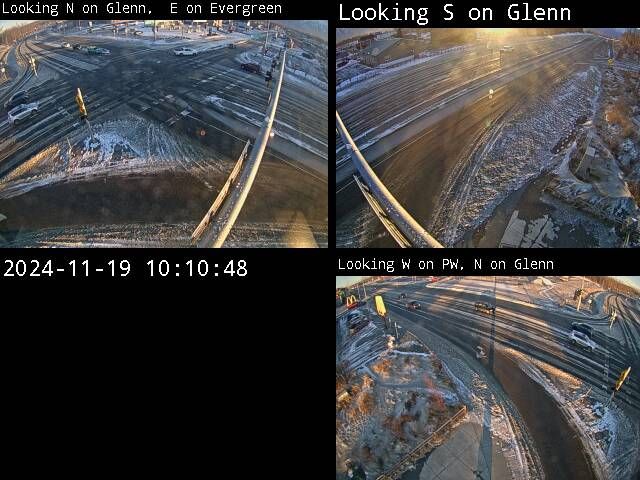 Looking N on Glenn, E on Evergreen
Looking S on Glenn
2024-11-19 10:10:48
Looking W on PW, N on Glenn